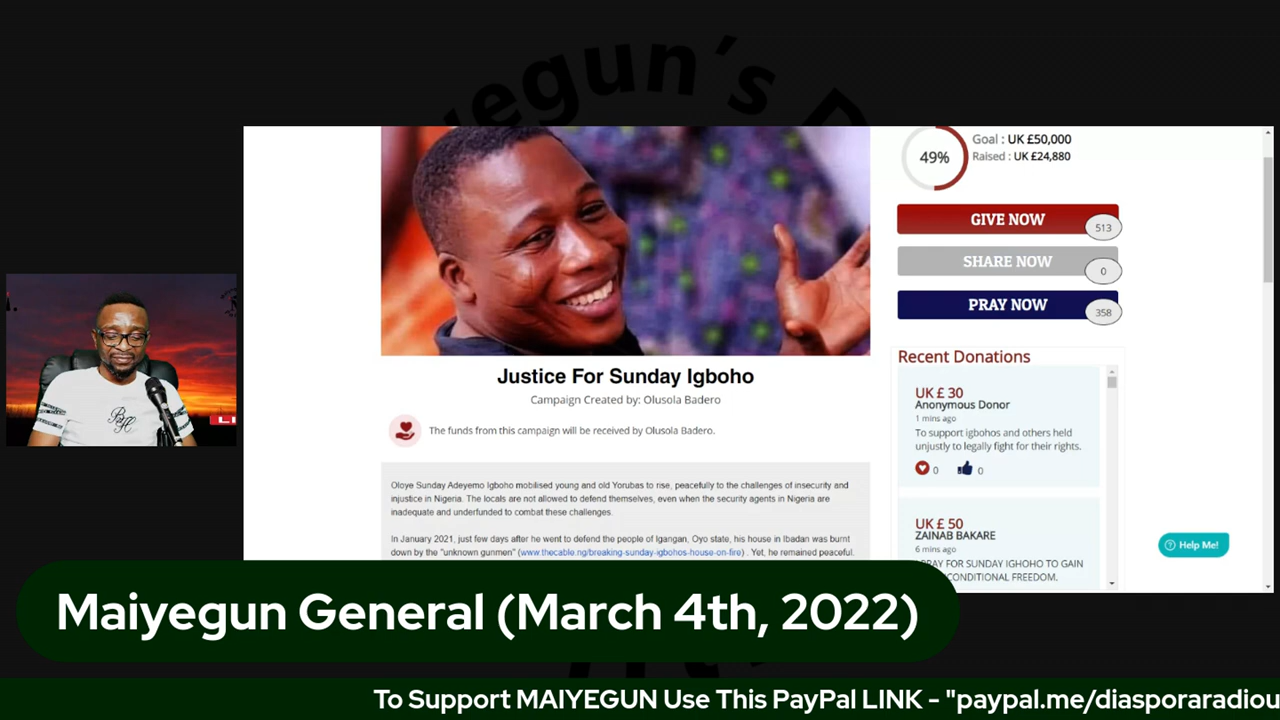 egun's D
Goal : UK £50,000
49%
Raised : UK £24,880
GIVE NOW
513
SHARE NOW
0
PRAY NOW
358
Justice For Sunday Igboho
Campaign Created by: Olusola Badero
The funds from this campaign will be received by Olusola Badero.
Oloye Sunday Adeyemo Igboho mobilised young and old Yorubas to rise, peacefully to the challenges of insecurity and
injustice in Nigeria. The locals are not allowed to defend themselves, even when the security agents in Nigeria are
inadequate and underfunded to combat these challenges.
In January 2021, just few days after he went to defend the people of Igangan, Oyo state, his house in Ibadan was burnt
down by the "unknown gunmen" (www.thecable.ng/breaking-sunday-igbohos-house-on-fire) . Yet, he remained peaceful.
Recent Donations
UK £ 30
Anonymous Donor
1 mins ago
To support igbohos and others held
unjustly to legally fight for their rights.
0 0
UK £ 50
ZAINAB BAKARE
6 mins ago
PRAY FOR SUNDAY IGHOHO TO GAIN
CONDITIONAL FREEDOM.
Help Me!
LI
Maiyegun General (March 4th, 2022)
To Support MAIYEGUN Use This PayPal LINK - "paypal.me/diasporaradiou